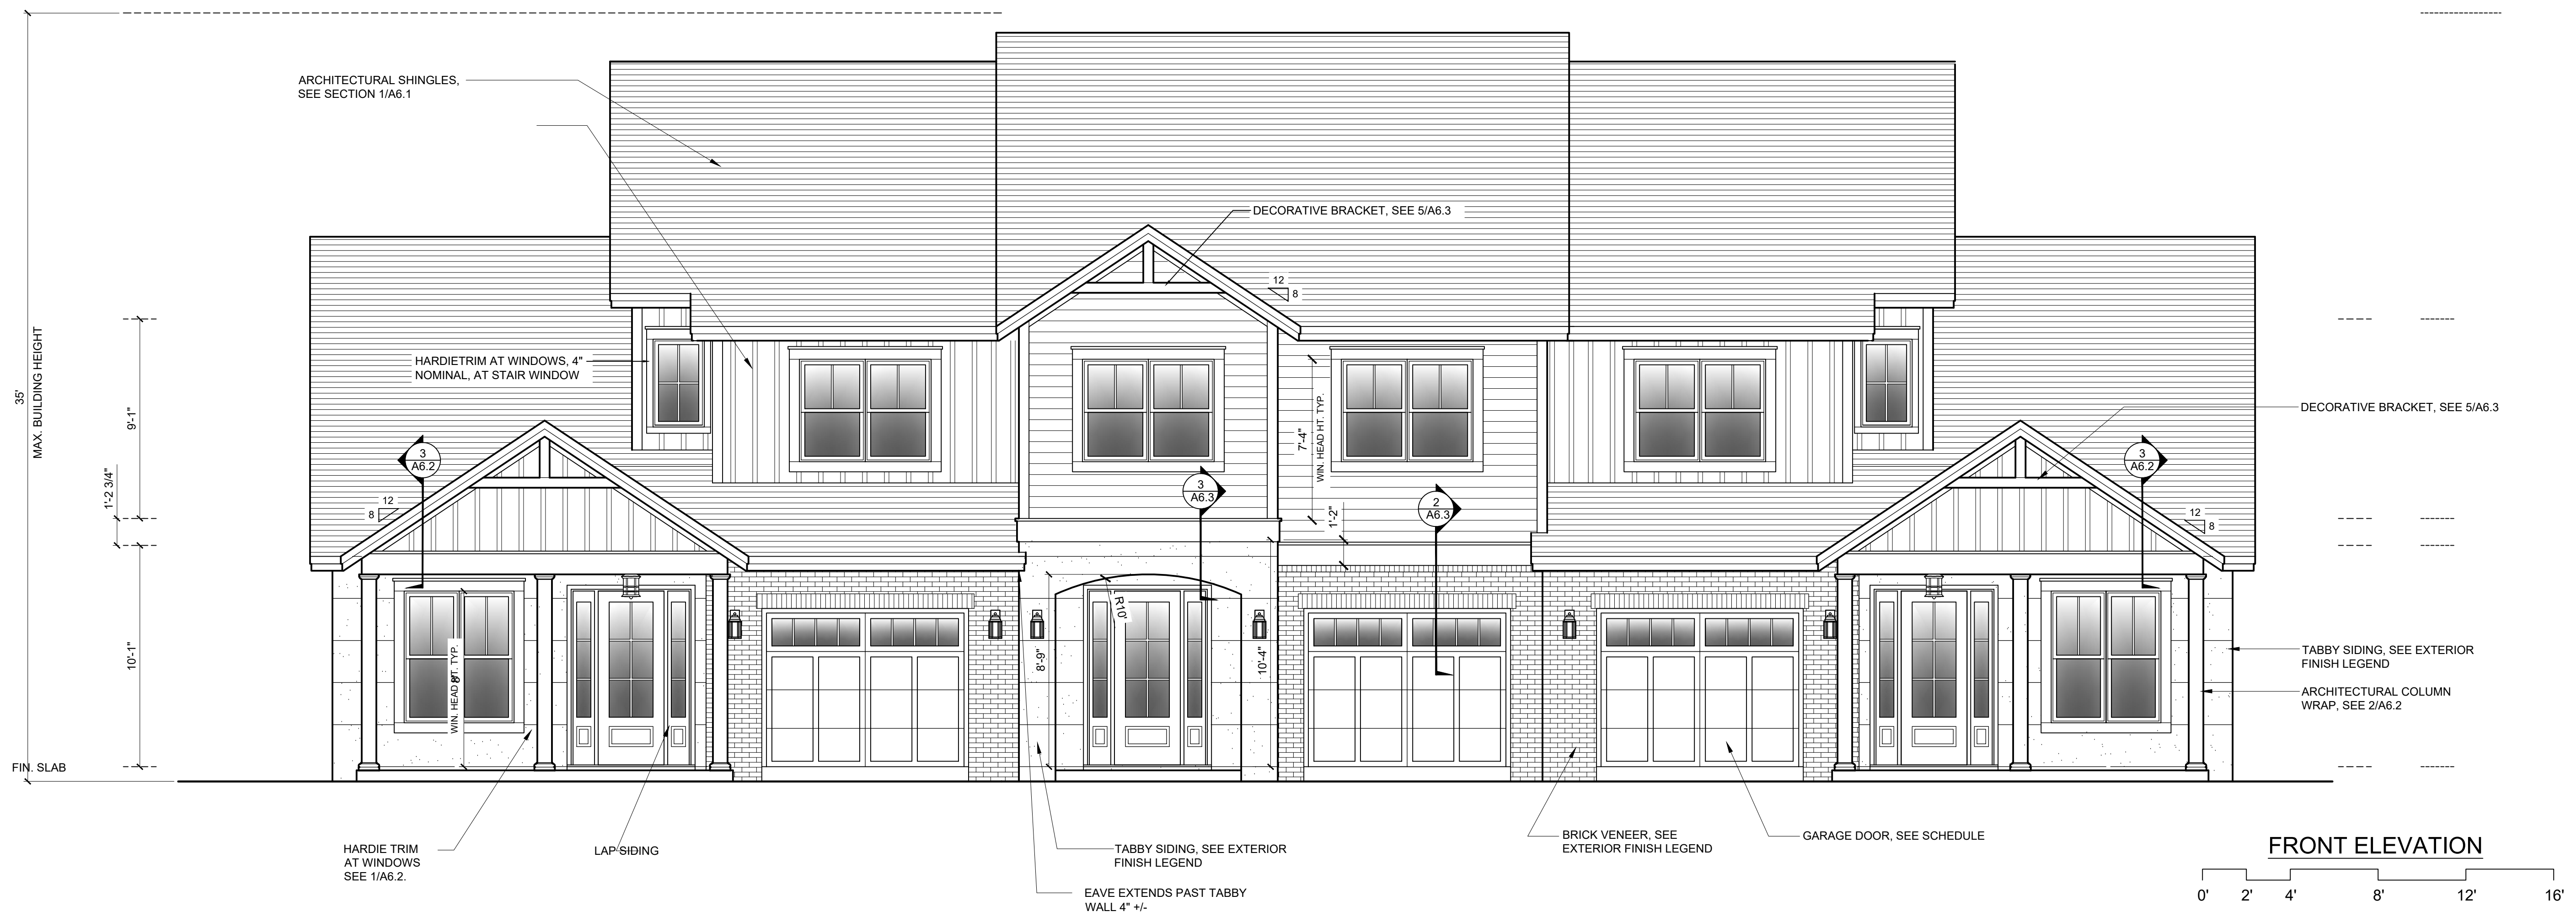 ARCHITECTURAL SHINGLES,
SEE SECTION 1/A6.1
DECORATIVE BRACKET, SEE 5/A6.3
12
8
HARDIETRIM AT WINDOWS, 4"
NOMINAL, AT STAIR WINDOW
35'
MAX. BUILDING HEIGHT
9'-1"
1'-2 3/4"
10'-1"
FIN. SLAB
3
A6.2
12
8
WIN. HEAD HT. TYP.
8'
7'-4"
WIN. HEAD HT. TYP.
3
A6.3
2
A6.3
1'-2"
R10'
8'-9"
10'-4"
DECORATIVE BRACKET, SEE 5/A6.3
3
A6.2
12
8
TABBY SIDING, SEE EXTERIOR
FINISH LEGEND
ARCHITECTURAL COLUMN
WRAP, SEE 2/A6.2
HARDIE TRIM
AT WINDOWS
SEE 1/A6.2.
LAP SIDING
TABBY SIDING, SEE EXTERIOR
FINISH LEGEND
EAVE EXTENDS PAST TABBY
WALL 4" +/-
BRICK VENEER, SEE
EXTERIOR FINISH LEGEND
GARAGE DOOR, SEE SCHEDULE
FRONT ELEVATION
0' 2' 4' 8' 12' 16'